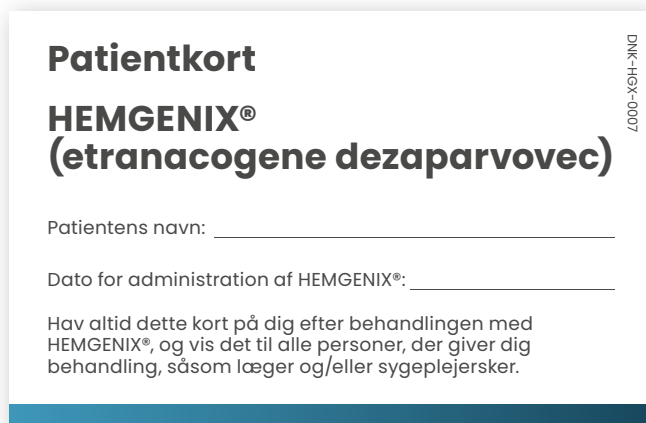 Patientkort
DNK-HGX-0007
HEMGENIX®
(etranacogene dezaparvovec)
Patientens navn:
Dato for administration af HEMGENIX®:
Hav altid dette kort på dig efter behandlingen med
HEMGENIX®, og vis det til alle personer, der giver dig
behandling, såsom læger og/eller sygeplejersker.